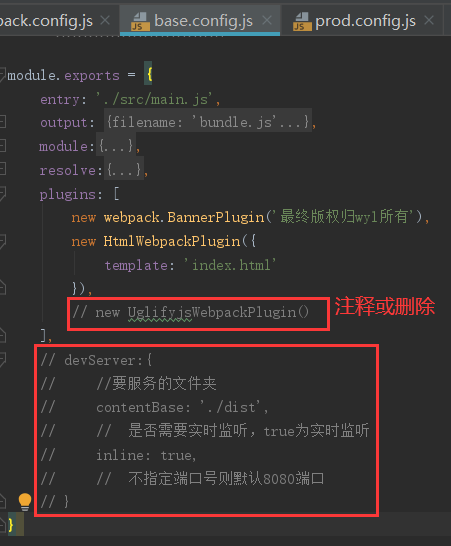 pack.config.js × base.config.js × prod.config.js
module.exports = {
entry: './src/main.js',
output: {filename: 'bundle.js'...},
module:{...},
resolve:{...},
plugins: [
new webpack.BannerPlugin('最终版权归wyl所有'),
new HtmlWebpackPlugin({
template: 'index.html'
}),
// new UglifyjsWebpackPlugin() 注释或删除
],
// devServer:{
// //要服务的文件夹
// contentBase: './dist',
// // 是否需要实时监听，true为实时监听
// inline: true,
// // 不指定端口号则默认8080端口
// }
}